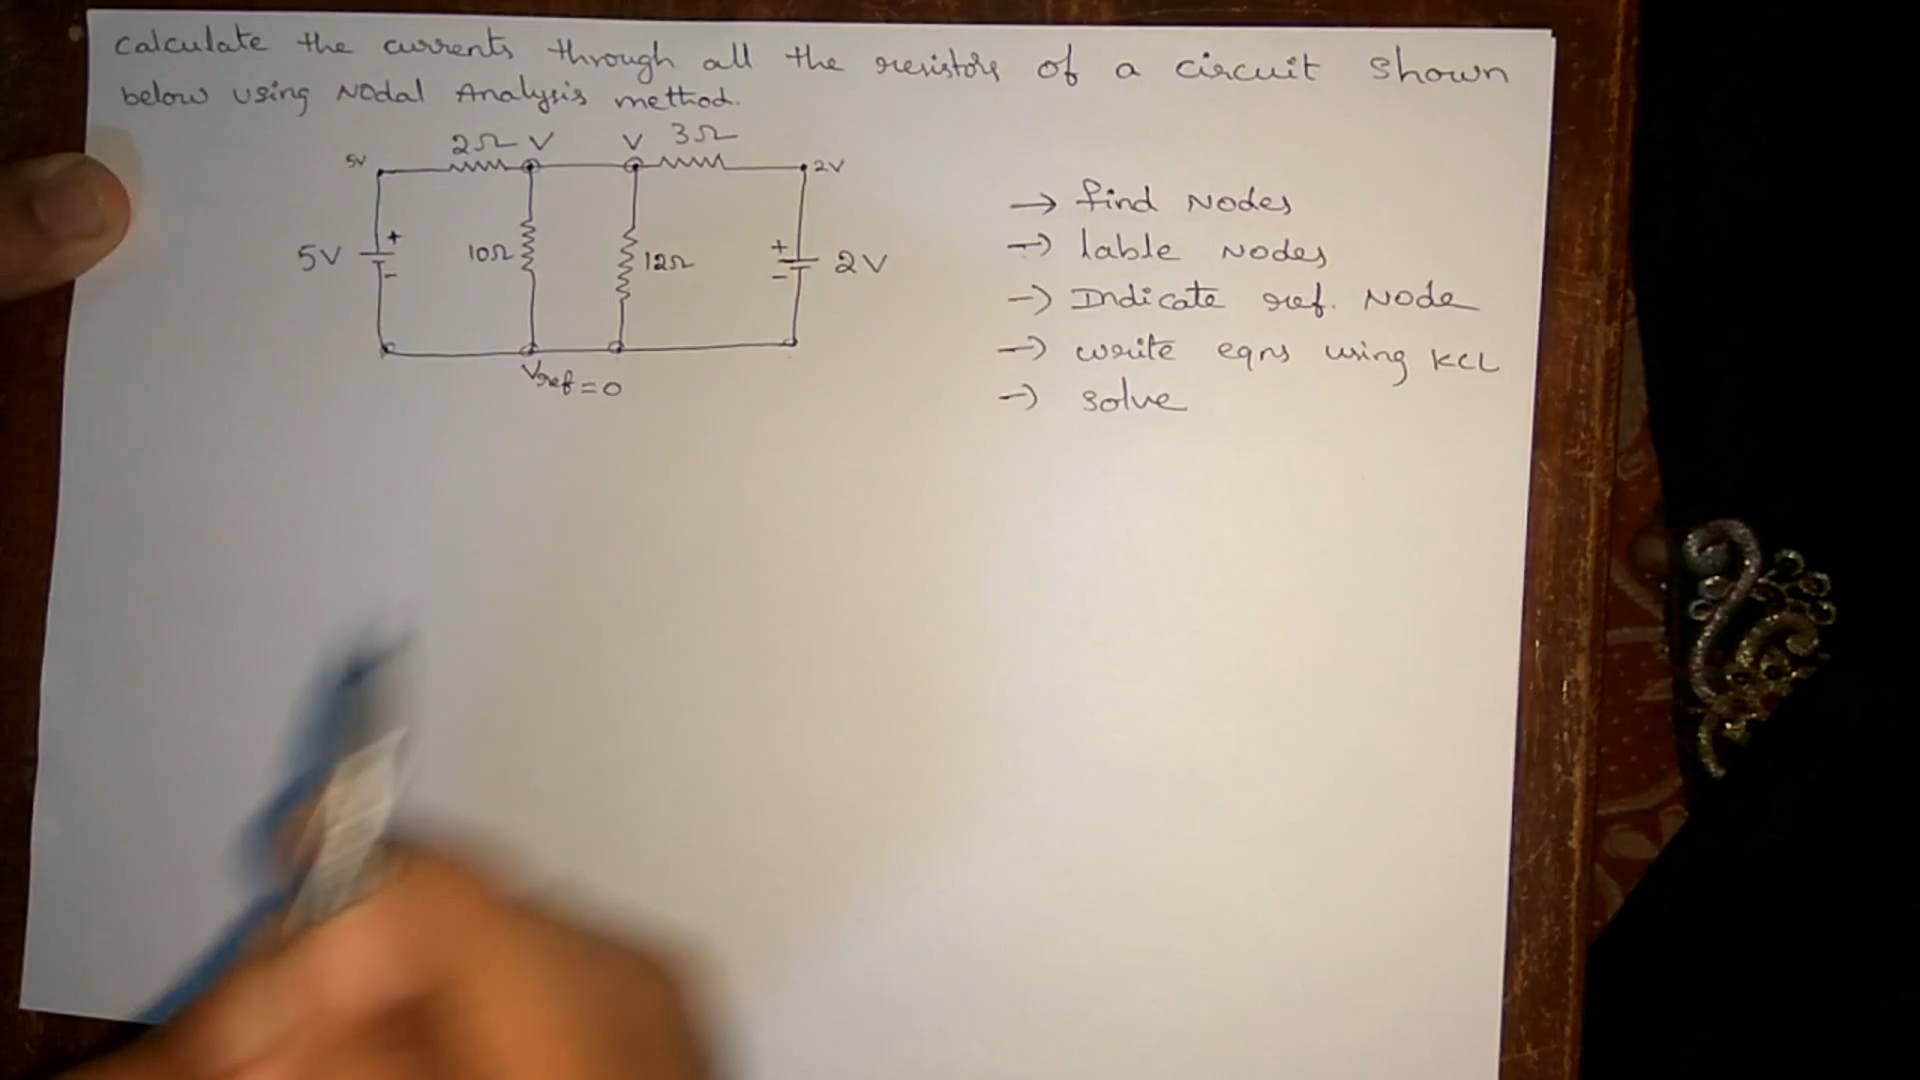 Calculate the currents through all the resistors of a circuit shown
below using Nodal Analysis method.
2Ω V V 3Ω
5V 2V
5V + - 10Ω 12Ω + - 2V
Vref = 0
→ find Nodes
→ lable Nodes
→ Indicate ref. Node
→ write eqns using KCL
→ solve